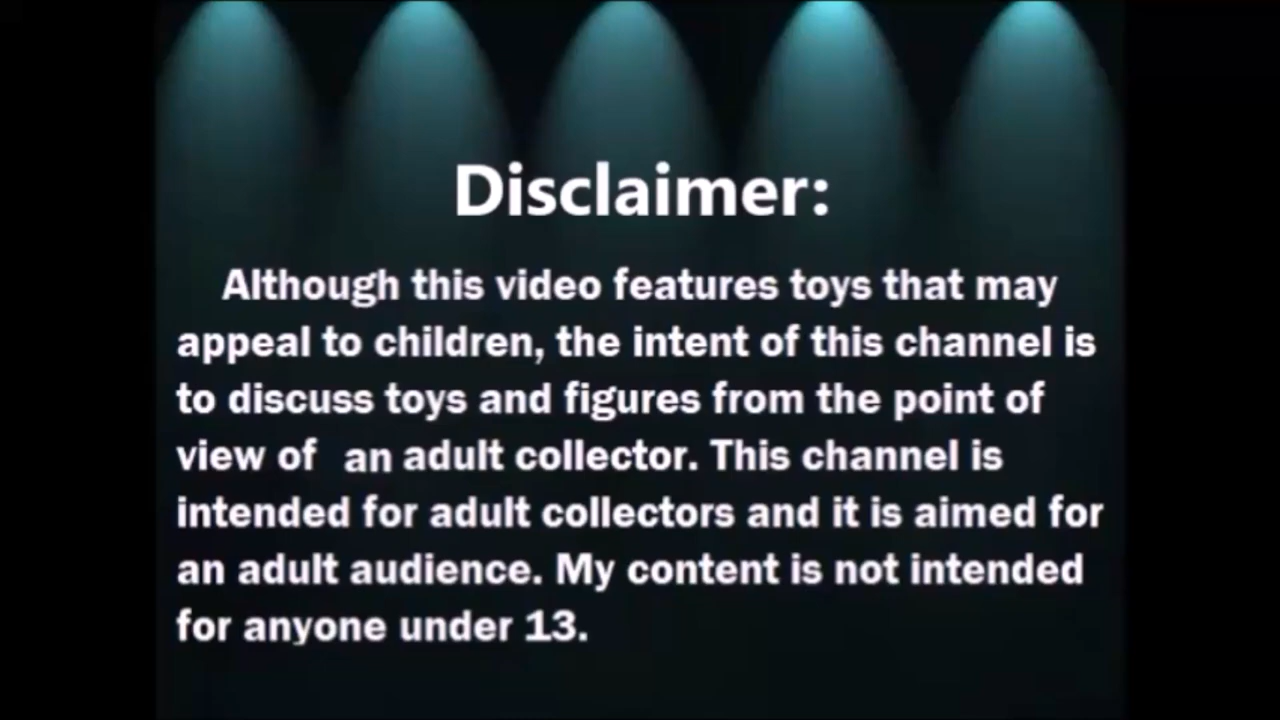 Disclaimer:
Although this video features toys that may
appeal to children, the intent of this channel is
to discuss toys and figures from the point of
view of an adult collector. This channel is
intended for adult collectors and it is aimed for
an adult audience. My content is not intended
for anyone under 13.